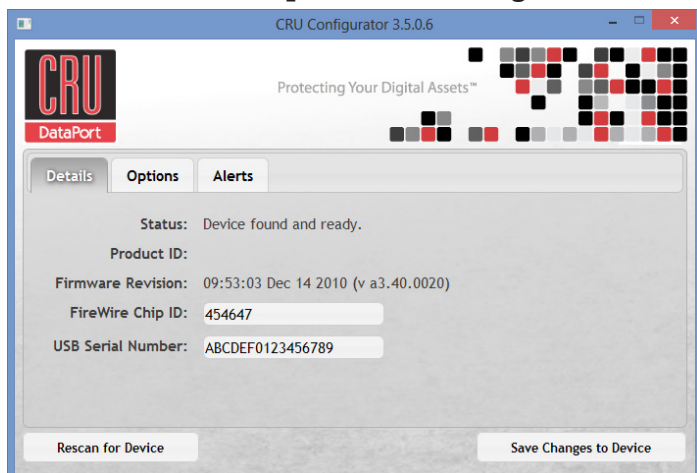 CRU Configurator 3.5.0.6
CRU
DataPort
Protecting Your Digital Assets™
Details Options Alerts
Status: Device found and ready.
Product ID:
Firmware Revision: 09:53:03 Dec 14 2010 (v a3.40.0020)
FireWire Chip ID: 454647
USB Serial Number: ABCDEF0123456789
Rescan for Device Save Changes to Device